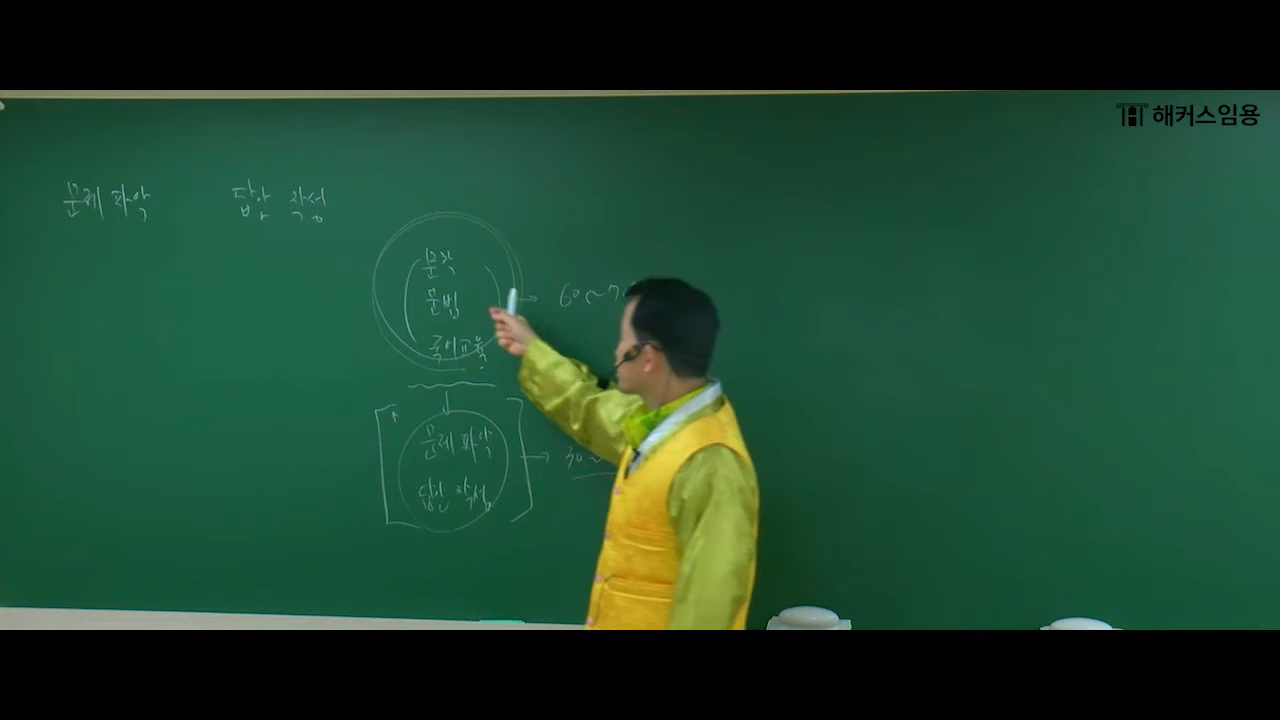 해커스임용
문제 파악 답안 작성
문학
문법 → 60~7
국어교육
문제 파악 → 30~
답안 작성